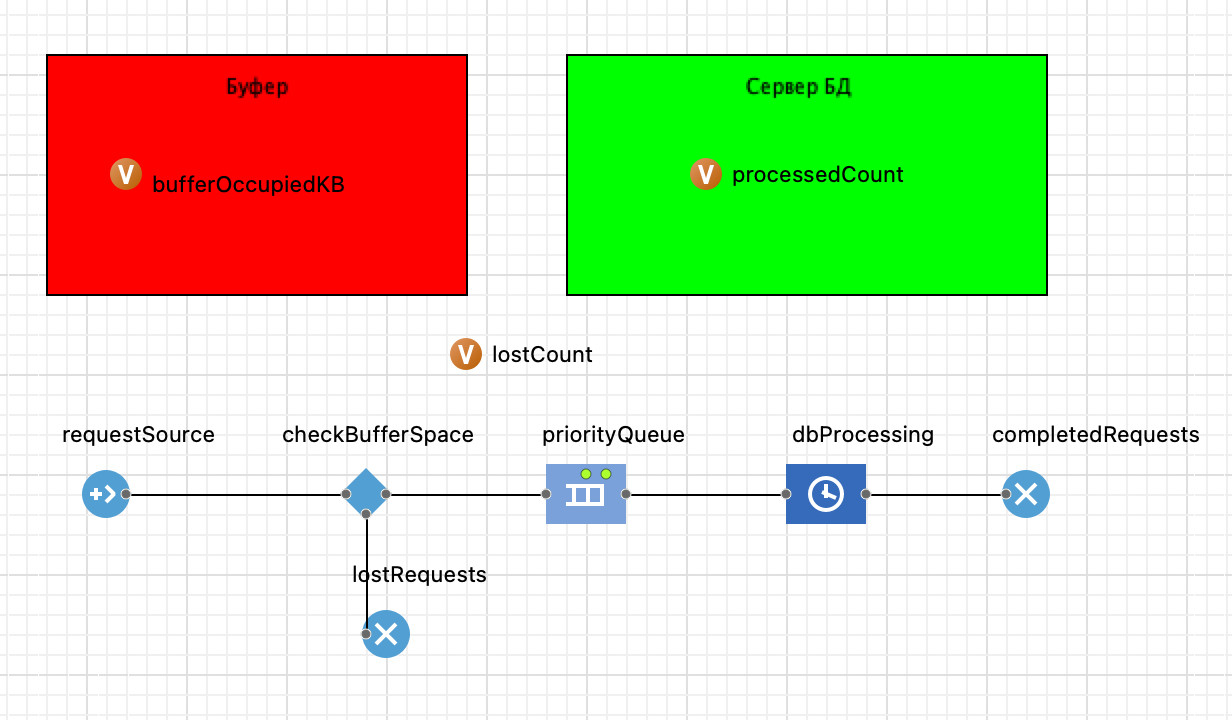 Буфер
Сервер БД
V bufferOccupiedKB
V processedCount
V lostCount
requestSource
checkBufferSpace
priorityQueue
dbProcessing
completedRequests
lostRequests